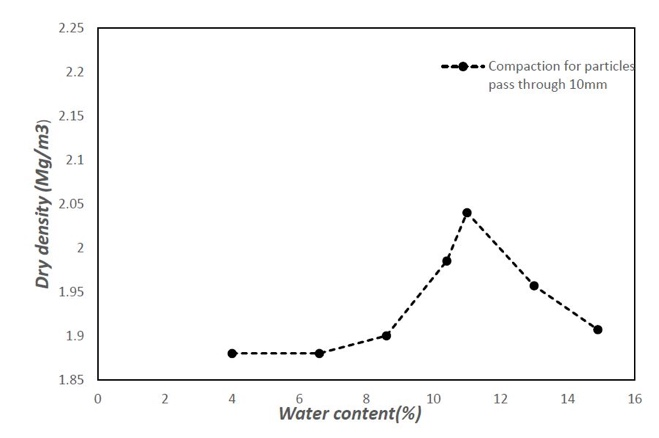 2.25
2.2
2.15
2.1
2.05
2
1.95
1.9
1.85
Dry density (Mg/m3)
Compaction for particles
pass through 10mm
0 2 4 6 8 10 12 14 16
Water content(%)